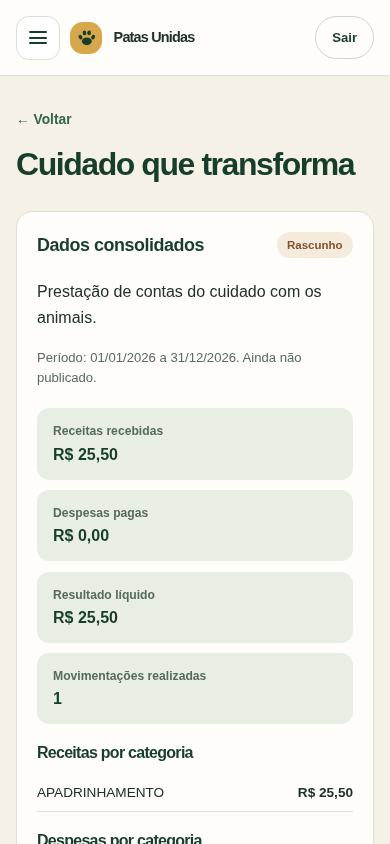 Patas Unidas
Sair
← Voltar
Cuidado que transforma
Dados consolidados
Rascunho
Prestação de contas do cuidado com os
animais.
Período: 01/01/2026 a 31/12/2026. Ainda não
publicado.
Receitas recebidas
R$ 25,50
Despesas pagas
R$ 0,00
Resultado líquido
R$ 25,50
Movimentações realizadas
1
Receitas por categoria
APADRINHAMENTO R$ 25,50
Despesas por categoria